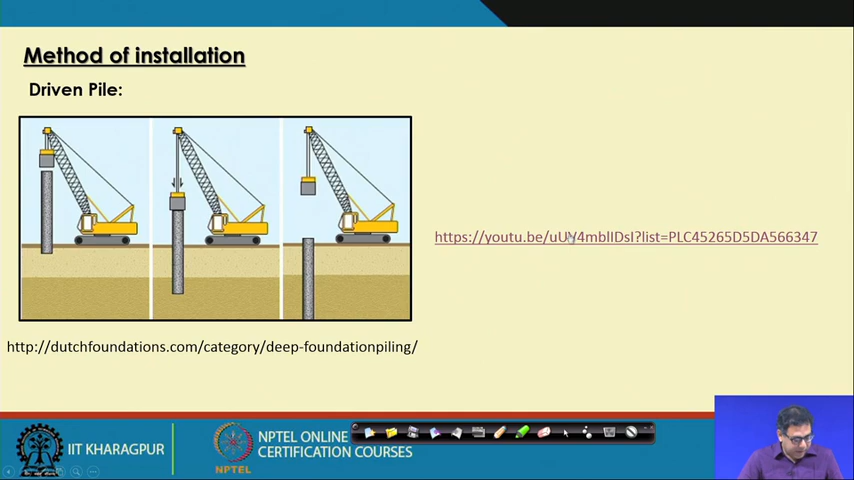 Method of installation
Driven Pile:
https://youtu.be/uUY4mblIDsI?list=PLC45265D5DA566347
http://dutchfoundations.com/category/deep-foundationpiling/
IIT KHARAGPUR
NPTEL
NPTEL ONLINE
CERTIFICATION COURSES